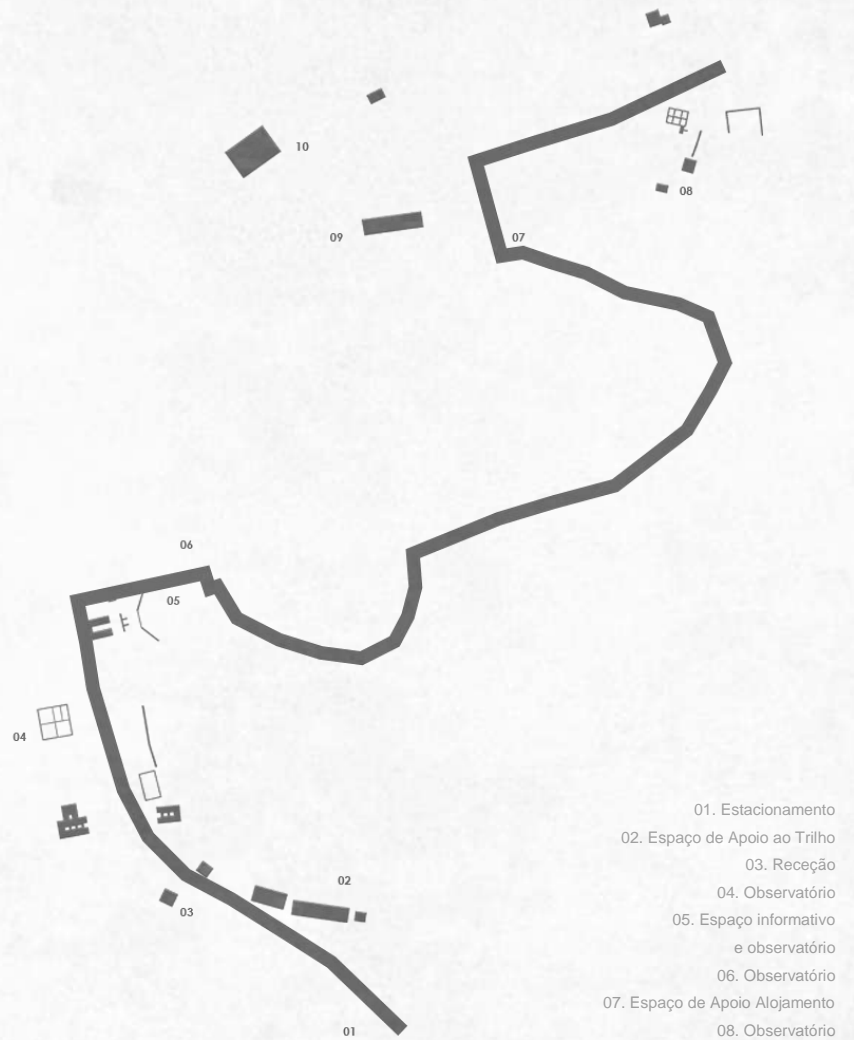 10
08
09
07
06
05
04
02
03
01
01. Estacionamento
02. Espaço de Apoio ao Trilho
03. Receção
04. Observatório
05. Espaço informativo
e observatório
06. Observatório
07. Espaço de Apoio Alojamento
08. Observatório